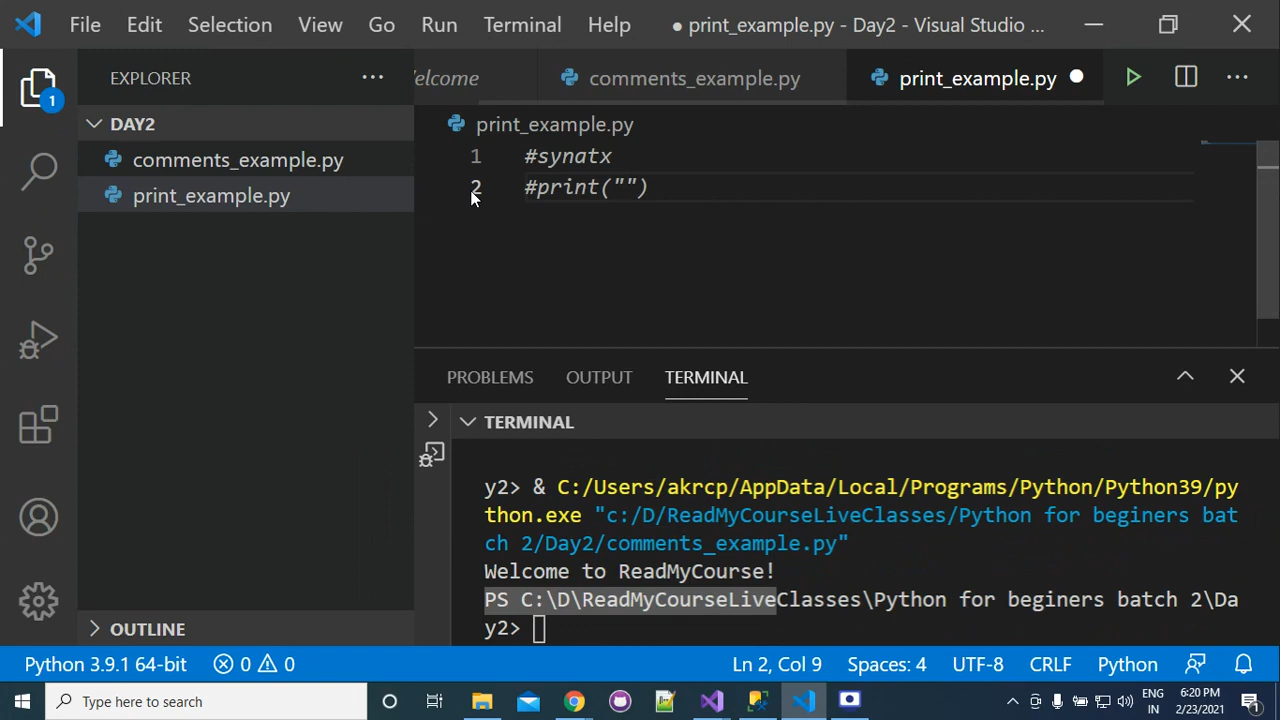 File Edit Selection View Go Run Terminal Help ● print_example.py - Day2 - Visual Studio ...
EXPLORER ...
elcome comments_example.py print_example.py ● ...
DAY2
print_example.py
comments_example.py
print_example.py
1 #synatx
2 #print("")
PROBLEMS OUTPUT TERMINAL
TERMINAL
y2> & C:/Users/akrcp/AppData/Local/Programs/Python/Python39/py
thon.exe "c:/D/ReadMyCourseLiveClasses/Python for beginers bat
ch 2/Day2/comments_example.py"
Welcome to ReadMyCourse!
PS C:\D\ReadMyCourseLiveClasses\Python for beginers batch 2\Da
y2>
1
OUTLINE
Python 3.9.1 64-bit 0 0 Ln 2, Col 9 Spaces: 4 UTF-8 CRLF Python
Type here to search
ENG
IN
6:20 PM
2/23/2021
1